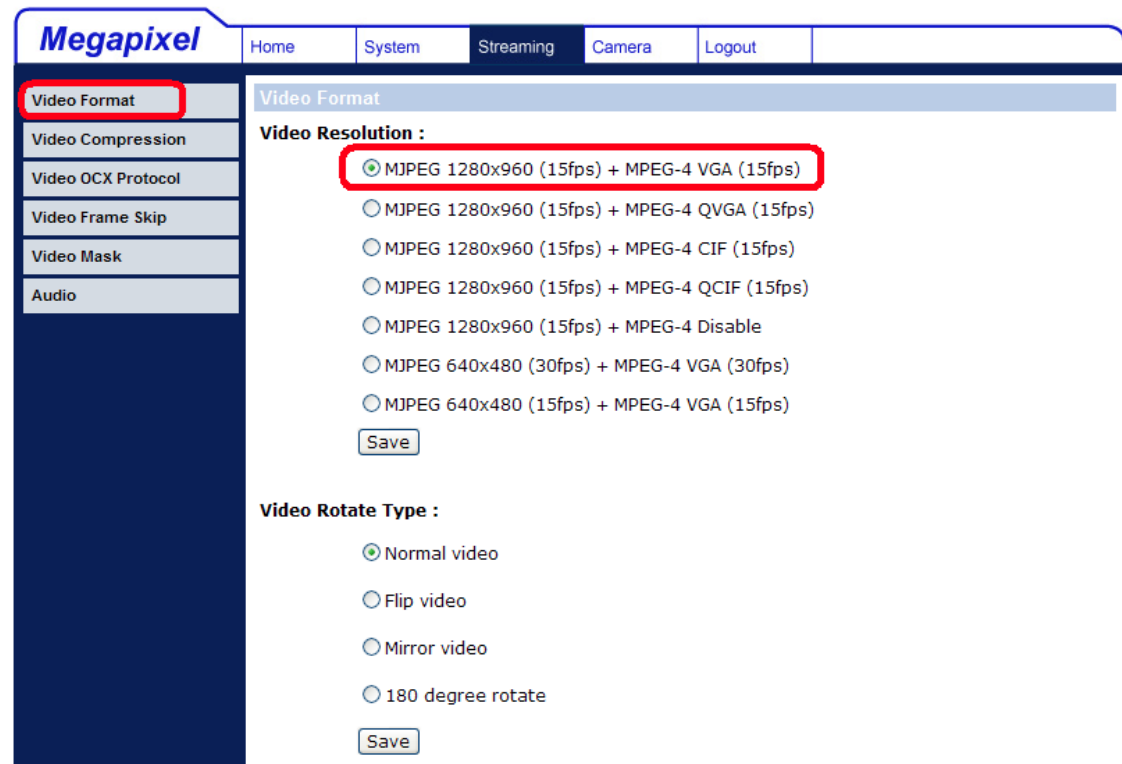 Megapixel
Home System Streaming Camera Logout
Video Format
Video Compression
Video OCX Protocol
Video Frame Skip
Video Mask
Audio
Video Format
Video Resolution :
MJPEG 1280x960 (15fps) + MPEG-4 VGA (15fps)
MJPEG 1280x960 (15fps) + MPEG-4 QVGA (15fps)
MJPEG 1280x960 (15fps) + MPEG-4 CIF (15fps)
MJPEG 1280x960 (15fps) + MPEG-4 QCIF (15fps)
MJPEG 1280x960 (15fps) + MPEG-4 Disable
MJPEG 640x480 (30fps) + MPEG-4 VGA (30fps)
MJPEG 640x480 (15fps) + MPEG-4 VGA (15fps)
Save
Video Rotate Type :
Normal video
Flip video
Mirror video
180 degree rotate
Save